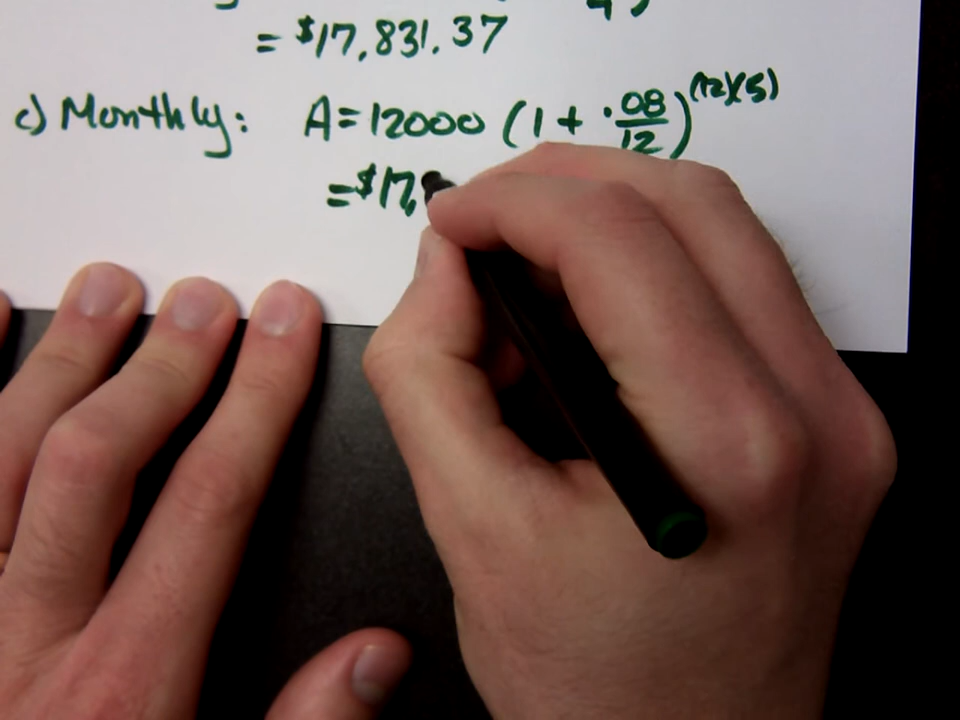 = $17,831.37
c) Monthly: A = 12000 (1 + .08/12)^(12)(5)
= $17,